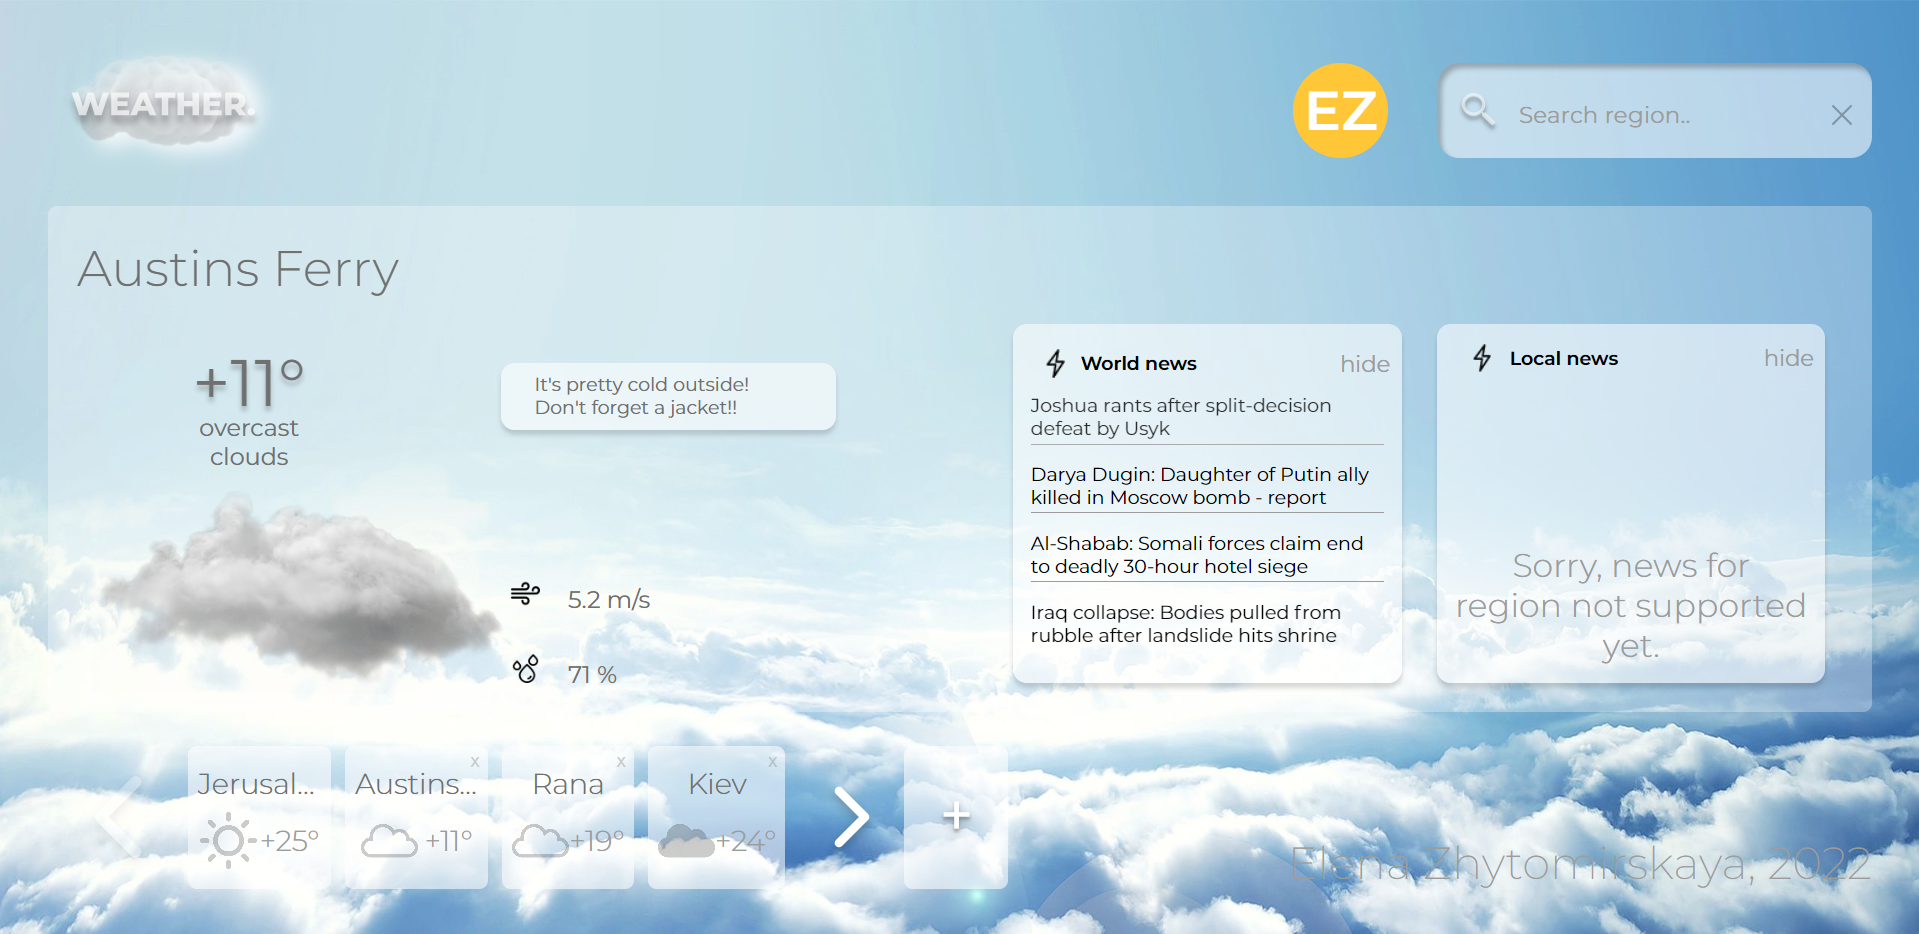 WEATHER.
EZ
Search region..
Austins Ferry
+11°
overcast
clouds
It's pretty cold outside!
Don't forget a jacket!!
5.2 m/s
71 %
World news
hide
Joshua rants after split-decision
defeat by Usyk
Darya Dugin: Daughter of Putin ally
killed in Moscow bomb - report
Al-Shabab: Somali forces claim end
to deadly 30-hour hotel siege
Iraq collapse: Bodies pulled from
rubble after landslide hits shrine
Local news
hide
Sorry, news for
region not supported
yet.
Jerusal...
+25°
x
Austins...
+11°
x
Rana
+19°
x
Kiev
+24°
+
Elena Zhytomirskaya, 2022